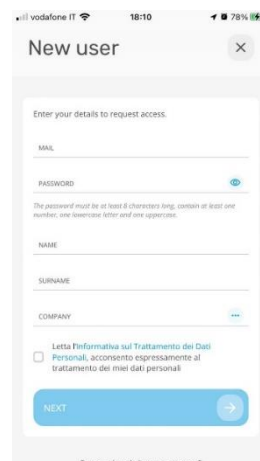 vodafone IT 18:10 78%
New user
Enter your details to request access.
MAIL
PASSWORD
The password must be at least 8 characters long, contain at least one
number, one lowercase letter and one uppercase.
NAME
SURNAME
COMPANY
Letta l'Informativa sul Trattamento dei Dati
Personali, acconsento espressamente al
trattamento dei miei dati personali
NEXT